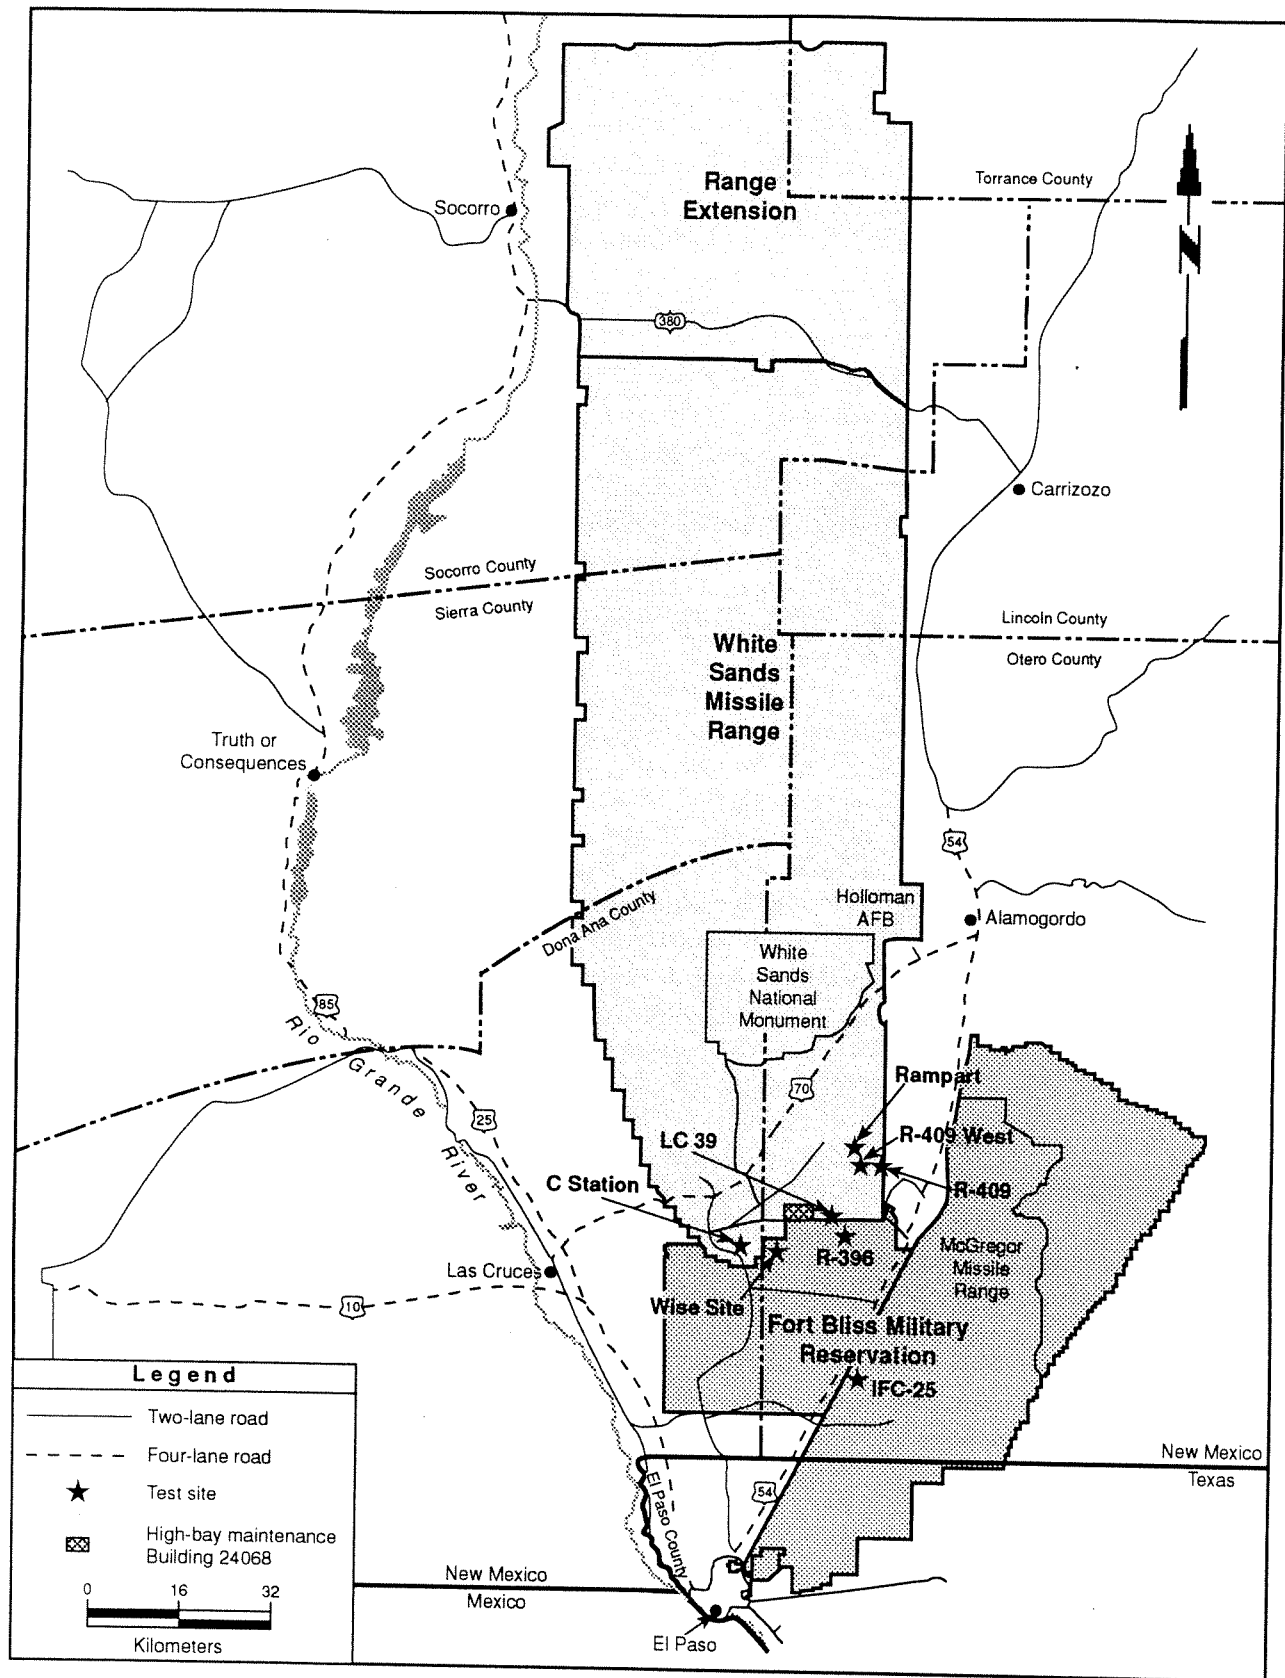 Range
Extension
Torrance County
Socorro
N
380
Carrizozo
Socorro County
Sierra County
Lincoln County
Otero County
White
Sands
Missile
Range
Truth or
Consequences
54
Holloman
AFB
Alamogordo
Dona Ana County
White
Sands
National
Monument
85
Rio Grande River
70
Rampart
25
R-409 West
LC 39
C Station
R-409
R-396
McGregor
Missile
Range
Las Cruces
10
Wise Site
Fort Bliss Military
Reservation
IFC-25
Legend
Two-lane road
Four-lane road
Test site
High-bay maintenance
Building 24068
0 16 32
Kilometers
New Mexico
Texas
54
El Paso County
New Mexico
Mexico
El Paso